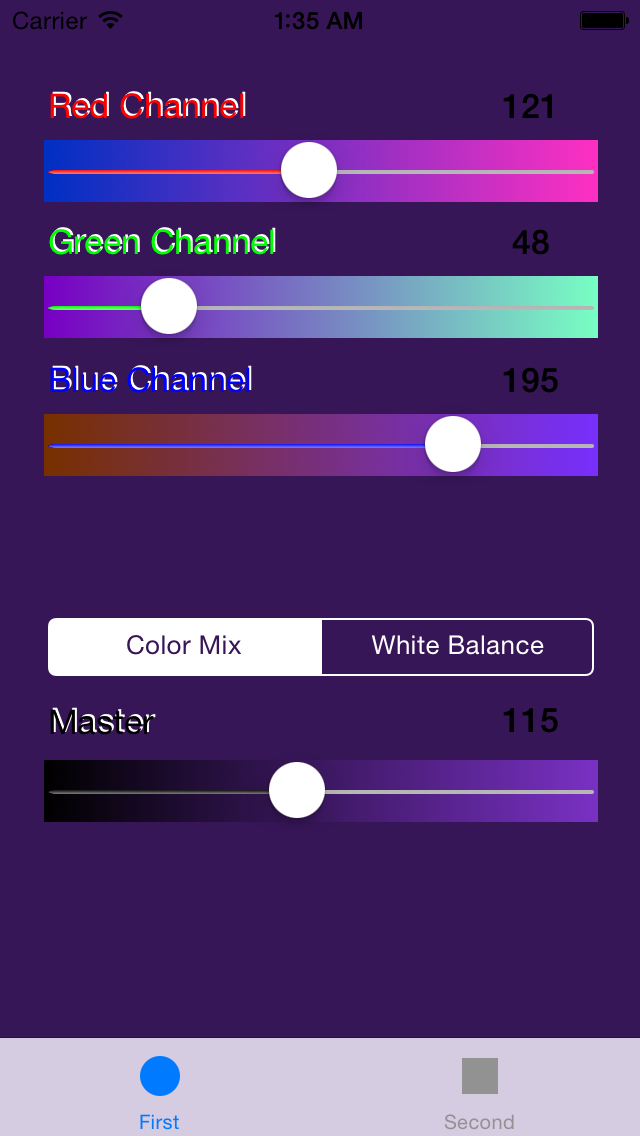 Carrier 1:35 AM
Red Channel 121
Green Channel 48
Blue Channel 195
Color Mix White Balance
Master 115
First Second